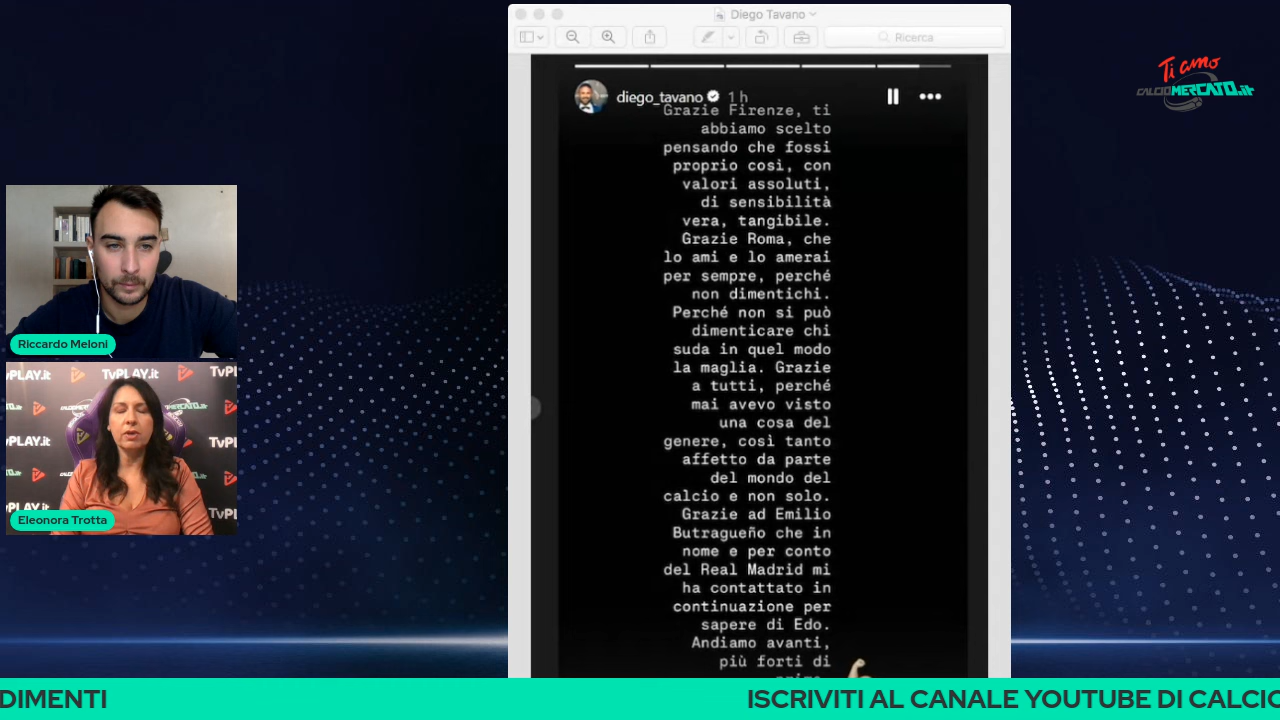 Diego Tavano
Ricerca
diego_tavano 1 h
Grazie Firenze, ti
abbiamo scelto
pensando che fossi
proprio così, con
valori assoluti,
di sensibilità
vera, tangibile.
Grazie Roma, che
lo ami e lo amerai
per sempre, perché
non dimentichi.
Perché non si può
dimenticare chi
suda in quel modo
la maglia. Grazie
a tutti, perché
mai avevo visto
una cosa del
genere, così tanto
affetto da parte
del mondo del
calcio e non solo.
Grazie ad Emilio
Butragueño che in
nome e per conto
del Real Madrid mi
ha contattato in
continuazione per
sapere di Edo.
Andiamo avanti,
più forti di
Ti amo
CALCIOMERCATO.it
Riccardo Meloni
TvPLAY.it
TvPLAY.it
Eleonora Trotta
DIMENTI
ISCRIVITI AL CANALE YOUTUBE DI CALCIO